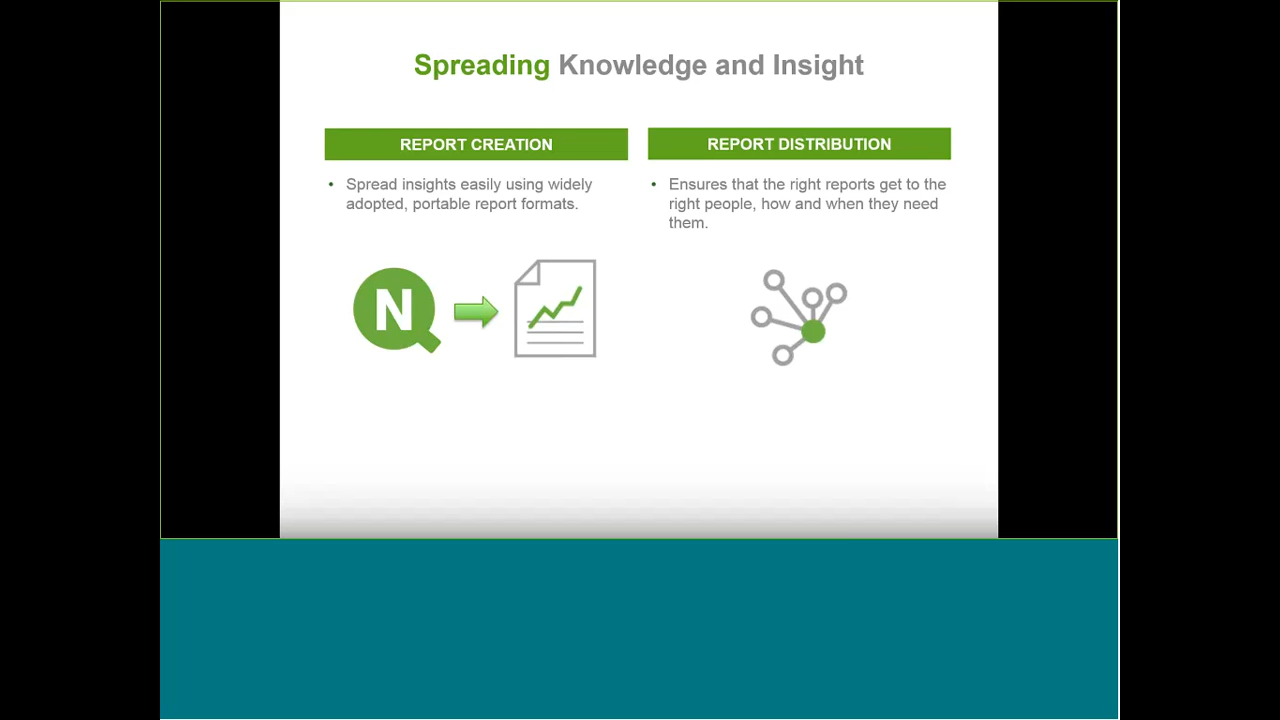 Spreading Knowledge and Insight
REPORT CREATION
• Spread insights easily using widely
adopted, portable report formats.
N
REPORT DISTRIBUTION
• Ensures that the right reports get to the
right people, how and when they need
them.